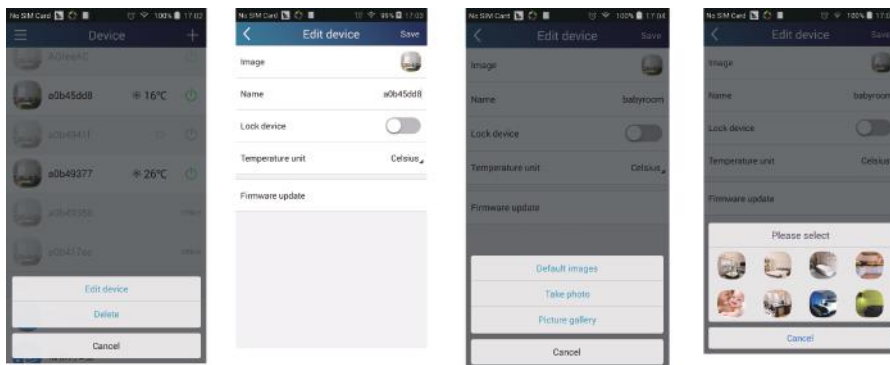 No SIM Card 100% 17:02
Device
AGreeAC
a0b45dd8 16°C
a0b49377 26°C
Edit device
Delete
Cancel
No SIM Card 99% 17:03
Edit device Save
Image
Name a0b45dd8
Lock device
Temperature unit Celsius
Firmware update
No SIM Card 100% 17:04
Edit device Save
Image
Name babyroom
Lock device
Temperature unit Celsius
Firmware update
Default images
Take photo
Picture gallery
Cancel
No SIM Card 100%
Edit device Save
Image
Name babyroom
Lock device
Temperature unit Celsius
Firmware update
Please select
Cancel